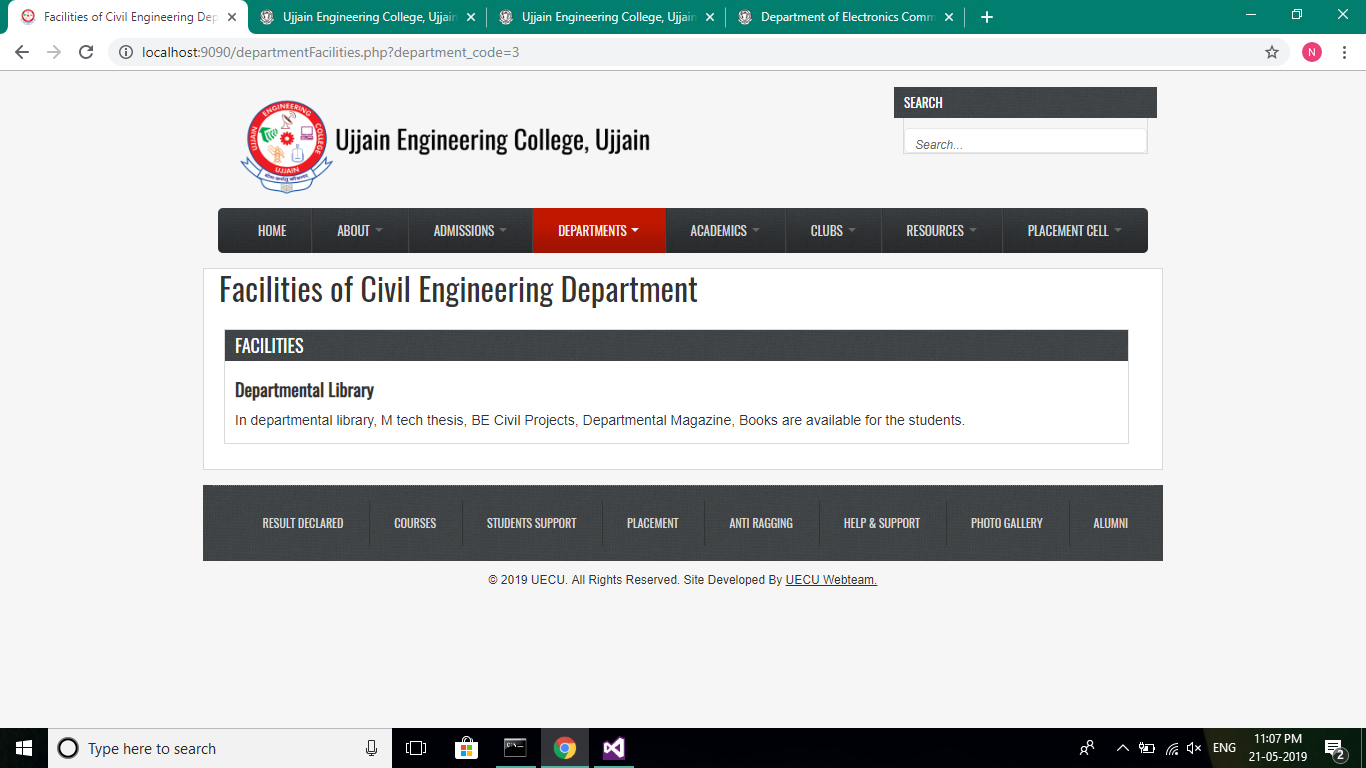 Facilities of Civil Engineering Dep
Ujjain Engineering College, Ujjain
Ujjain Engineering College, Ujjain
Department of Electronics Comm
localhost:9090/departmentFacilities.php?department_code=3
N
ENGINEERING
UJJAIN
COLLEGE
UJJAIN
Ujjain Engineering College, Ujjain
SEARCH
Search...
HOME ABOUT ADMISSIONS DEPARTMENTS ACADEMICS CLUBS RESOURCES PLACEMENT CELL
Facilities of Civil Engineering Department
FACILITIES
Departmental Library
In departmental library, M tech thesis, BE Civil Projects, Departmental Magazine, Books are available for the students.
RESULT DECLARED COURSES STUDENTS SUPPORT PLACEMENT ANTI RAGGING HELP & SUPPORT PHOTO GALLERY ALUMNI
© 2019 UECU. All Rights Reserved. Site Developed By UECU Webteam.
Type here to search
ENG
11:07 PM
21-05-2019
2